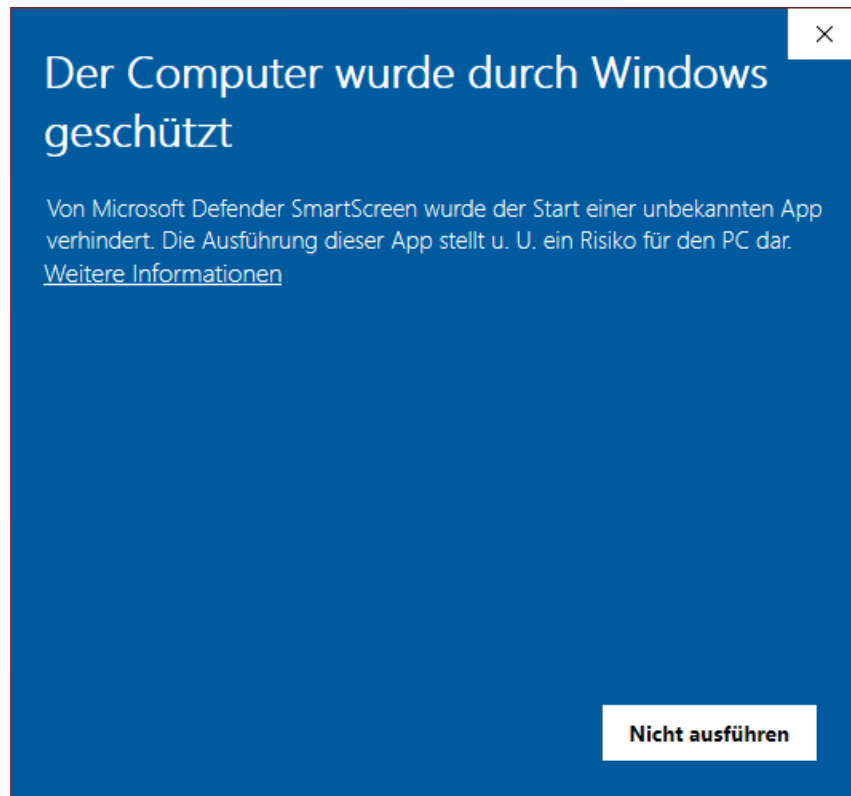 Der Computer wurde durch Windows
geschützt
Von Microsoft Defender SmartScreen wurde der Start einer unbekannten App
verhindert. Die Ausführung dieser App stellt u. U. ein Risiko für den PC dar.
Weitere Informationen
Nicht ausführen